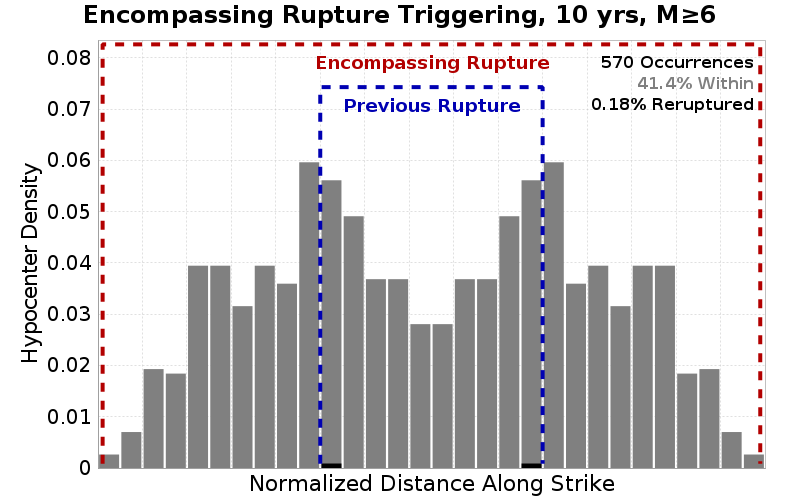 Encompassing Rupture Triggering, 10 yrs, M≥6
Encompassing Rupture
Previous Rupture
570 Occurrences
41.4% Within
0.18% Reruptured
Hypocenter Density
0.08
0.07
0.06
0.05
0.04
0.03
0.02
0.01
0
Normalized Distance Along Strike